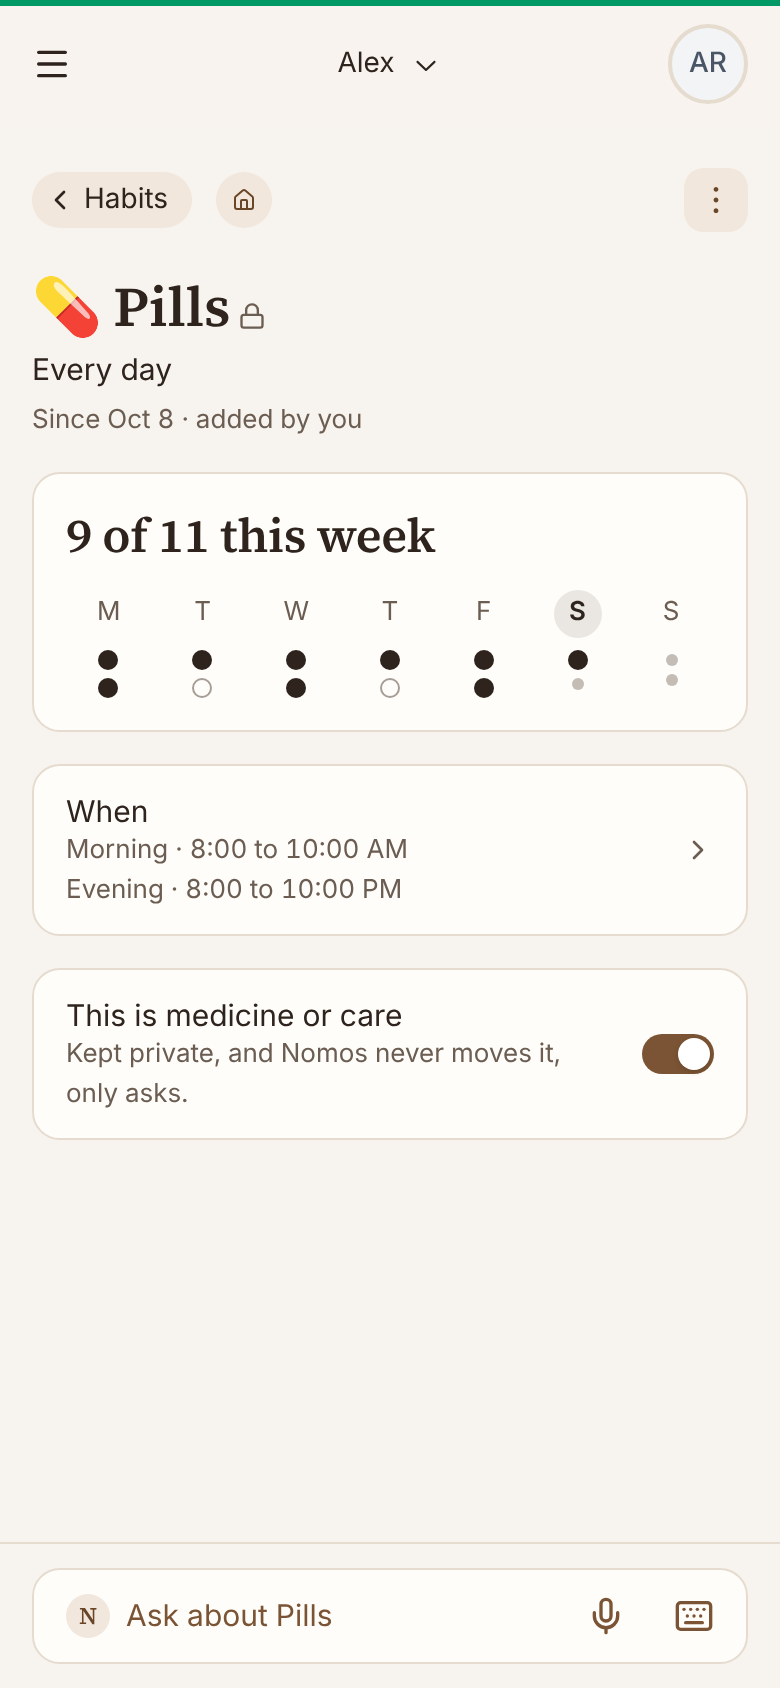 Alex
AR
Habits
Pills
Every day
Since Oct 8 · added by you
9 of 11 this week
M T W T F S S
When
Morning · 8:00 to 10:00 AM
Evening · 8:00 to 10:00 PM
This is medicine or care
Kept private, and Nomos never moves it,
only asks.
N Ask about Pills